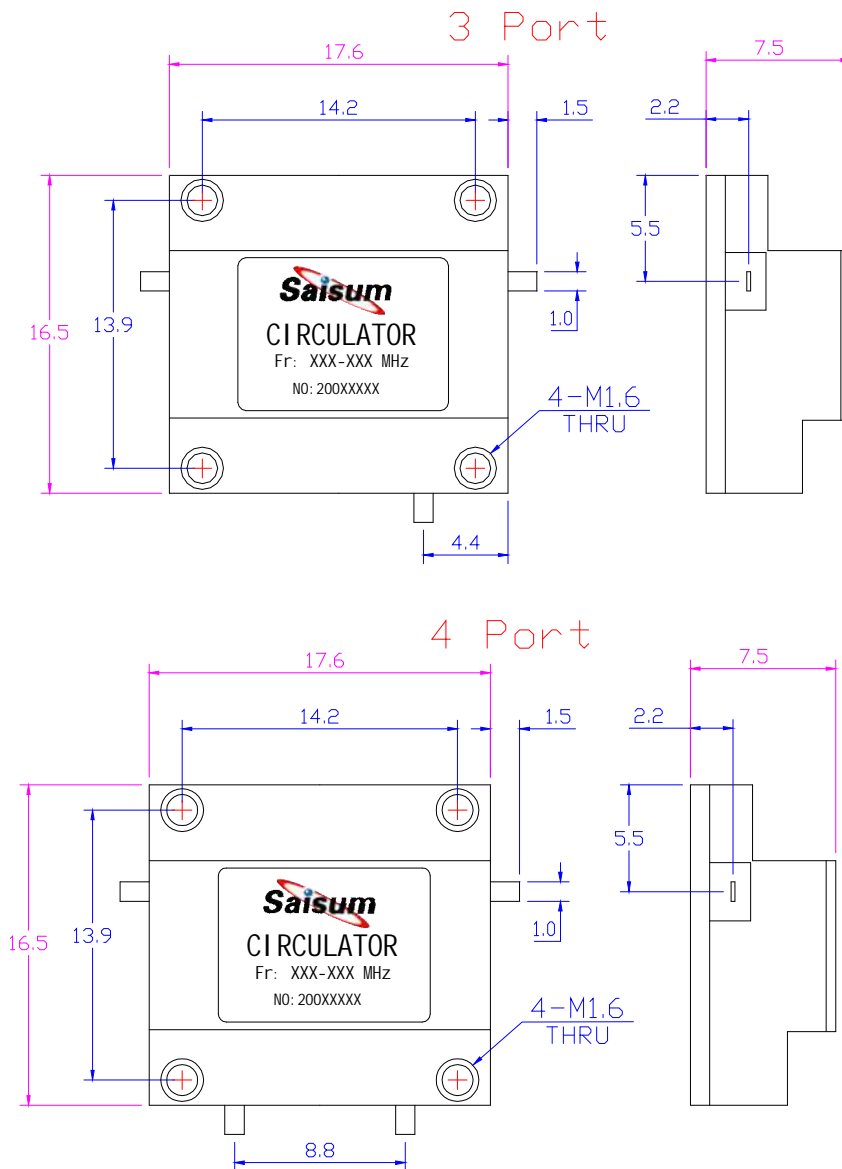 3 Port
17.6
7.5
14.2
1.5
2.2
5.5
16.5
13.9
1.0
Saisum
CIRCULATOR
Fr: XXX-XXX MHz
NO:200XXXXX
4-M1.6
THRU
4.4
4 Port
17.6
7.5
14.2
1.5
2.2
5.5
16.5
13.9
1.0
Saisum
CIRCULATOR
Fr: XXX-XXX MHz
NO:200XXXXX
4-M1.6
THRU
8.8